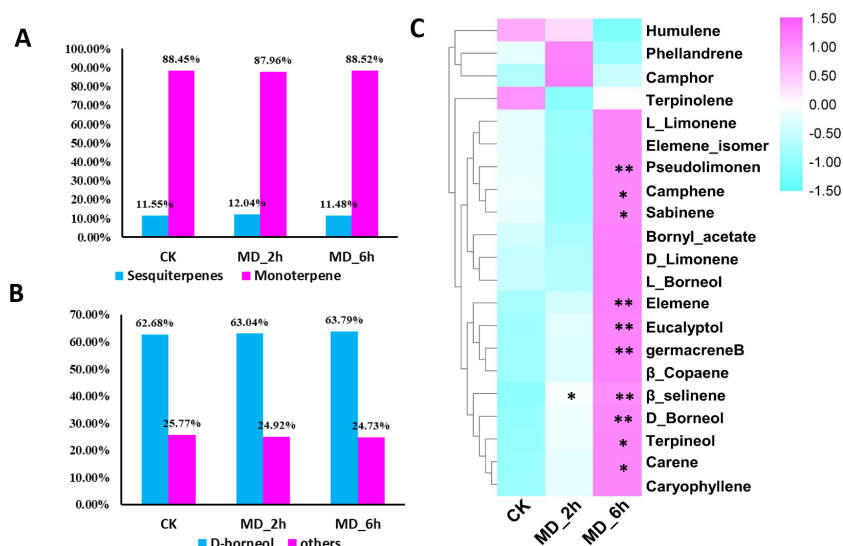 A
100.00%
90.00%
80.00%
70.00%
60.00%
50.00%
40.00%
30.00%
20.00%
10.00%
0.00%
88.45%
87.96%
88.52%
11.55%
12.04%
11.48%
CK
MD_2h
MD_6h
Sesquiterpenes
Monoterpene
B
70.00%
60.00%
50.00%
40.00%
30.00%
20.00%
10.00%
0.00%
62.68%
63.04%
63.79%
25.77%
24.92%
24.73%
CK
MD_2h
MD_6h
D-borneol
others
C
Humulene
Phellandrene
Camphor
Terpinolene
L_Limonene
Elemene_isomer
Pseudolimonen
**
Camphene
*
Sabinene
*
Bornyl_acetate
D_Limonene
L_Borneol
Elemene
**
Eucalyptol
**
germacreneB
**
β_Copaene
β_selinene
* **
D_Borneol
**
Terpineol
*
Carene
*
Caryophyllene
CK
MD_2h
MD_6h
1.50
1.00
0.50
0.00
-0.50
-1.00
-1.50